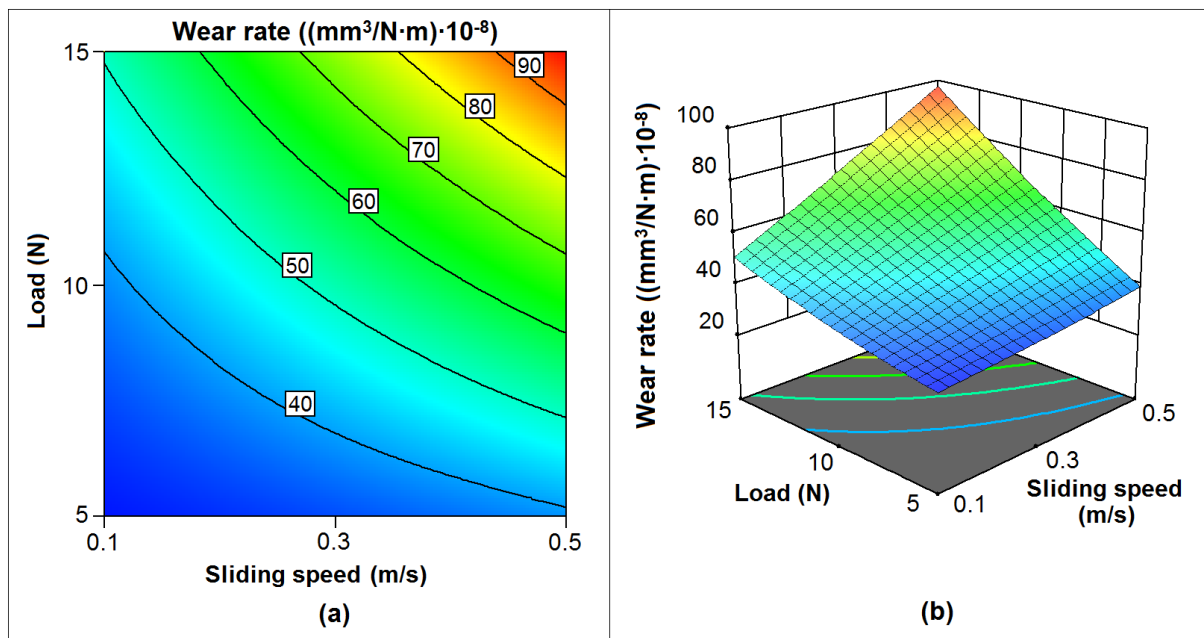 Wear rate ((mm³/N·m)·10⁻⁸)
15
10
5
Load (N)
90
80
70
60
50
40
0.1
0.3
0.5
Sliding speed (m/s)
(a)
Wear rate ((mm³/N·m)·10⁻⁸)
100
80
60
40
20
15
10
5
Load (N)
0.1
0.3
0.5
Sliding speed
(m/s)
(b)